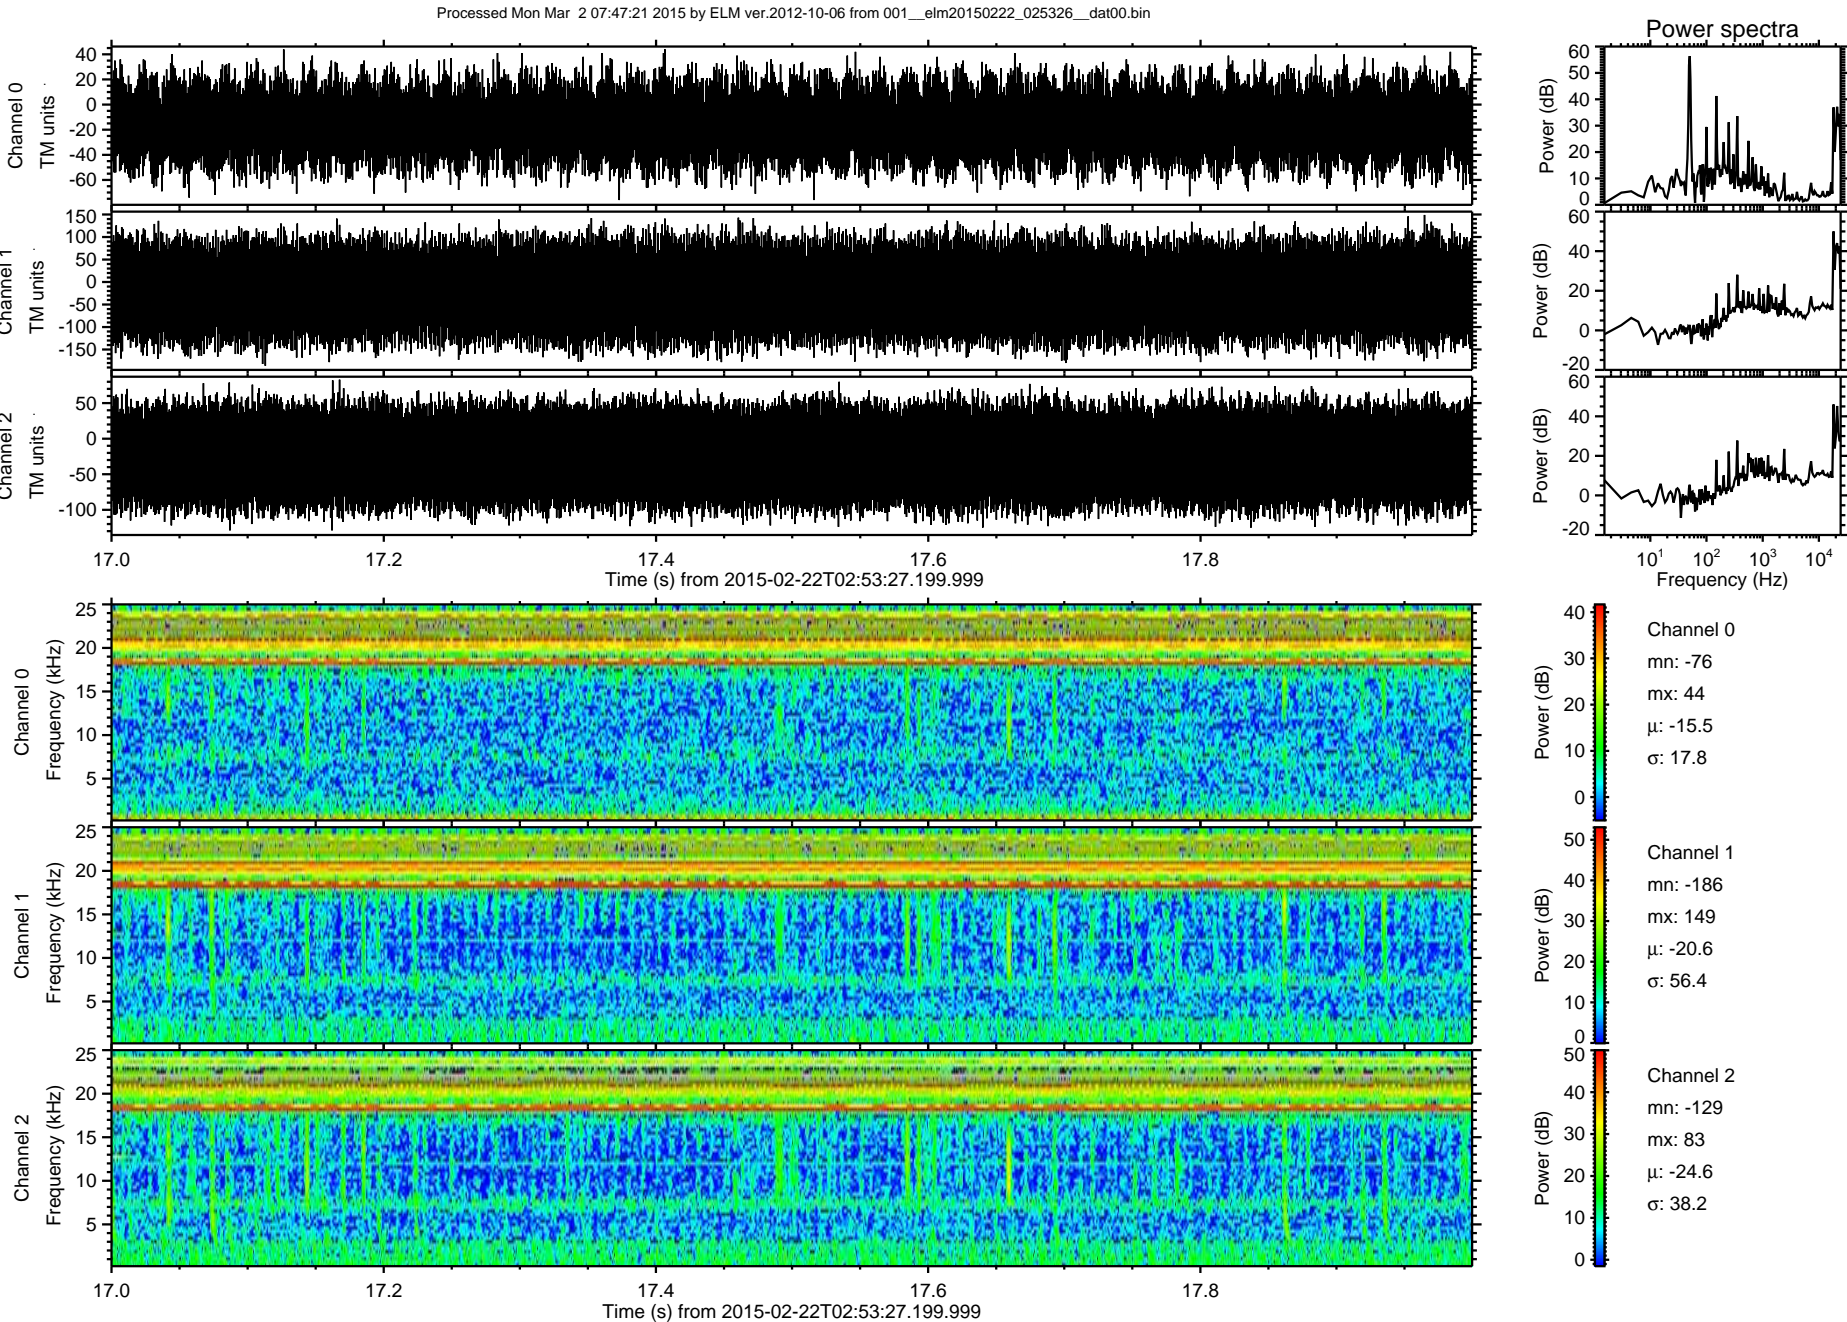 Processed Mon Mar 2 07:47:21 2015 by ELM ver.2012-10-06 from 001__elm20150222_025326__dat00.bin
Power spectra
Channel 0
TM units
40
20
0
-20
-40
-60
Power (dB)
60
50
40
30
20
10
0
Channel 1
TM units
150
100
50
0
-50
-100
-150
Power (dB)
60
40
20
0
-20
Channel 2
TM units
50
0
-50
-100
Power (dB)
60
40
20
0
-20
17.0 17.2 17.4 17.6 17.8
Time (s) from 2015-02-22T02:53:27.199.999
10^1 10^2 10^3 10^4
Frequency (Hz)
Channel 0
Frequency (kHz)
25
20
15
10
5
Power (dB)
40
30
20
10
0
Channel 0
mn: -76
mx: 44
μ: -15.5
σ: 17.8
Channel 1
Frequency (kHz)
25
20
15
10
5
Power (dB)
50
40
30
20
10
0
Channel 1
mn: -186
mx: 149
μ: -20.6
σ: 56.4
Channel 2
Frequency (kHz)
25
20
15
10
5
Power (dB)
50
40
30
20
10
0
Channel 2
mn: -129
mx: 83
μ: -24.6
σ: 38.2
17.0 17.2 17.4 17.6 17.8
Time (s) from 2015-02-22T02:53:27.199.999